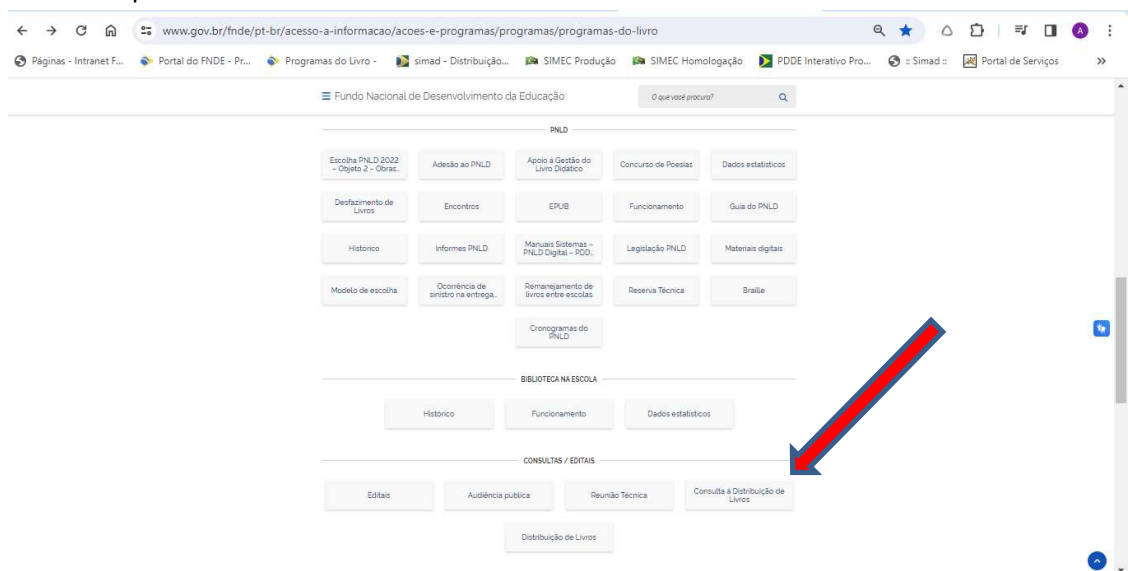 www.gov.br/fnde/pt-br/acesso-a-informacao/acoes-e-programas/programas/programas-do-livro
A
Páginas - Intranet F...
Portal do FNDE - Pr...
Programas do Livro -
simad - Distribuição...
SIMEC Produção
SIMEC Homologação
PDDE Interativo Pro...
:: Simad ::
Portal de Serviços
»
Fundo Nacional de Desenvolvimento da Educação
O que você procura?
PNLD
Escolha PNLD 2022
– Objeto 2 – Obras..
Adesão ao PNLD
Apoio à Gestão do
Livro Didático
Concurso de Poesias
Dados estatísticos
Desfazimento de
Livros
Encontros
EPUB
Funcionamento
Guia do PNLD
Histórico
Informes PNLD
Manuais Sistemas –
PNLD Digital – PDD..
Legislação PNLD
Materiais digitais
Modelo de escolha
Ocorrência de
sinistro na entrega..
Remanejamento de
livros entre escolas
Reserva Técnica
Braille
Cronogramas do
PNLD
BIBLIOTECA NA ESCOLA
Histórico
Funcionamento
Dados estatísticos
CONSULTAS / EDITAIS
Editais
Audiência pública
Reunião Técnica
Consulta à Distribuição de
Livros
Distribuição de Livros